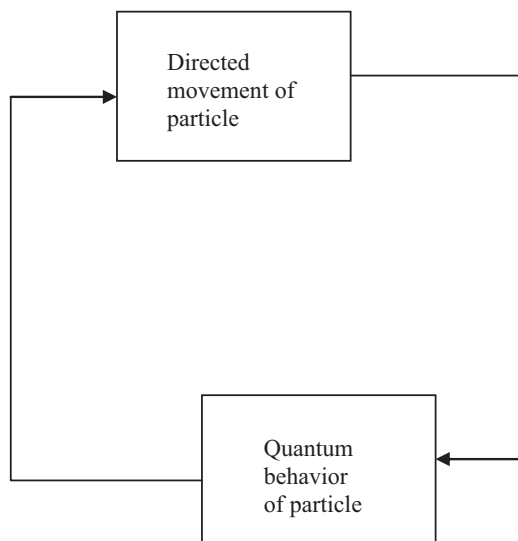 Directed
movement of
particle
Quantum
behavior
of particle